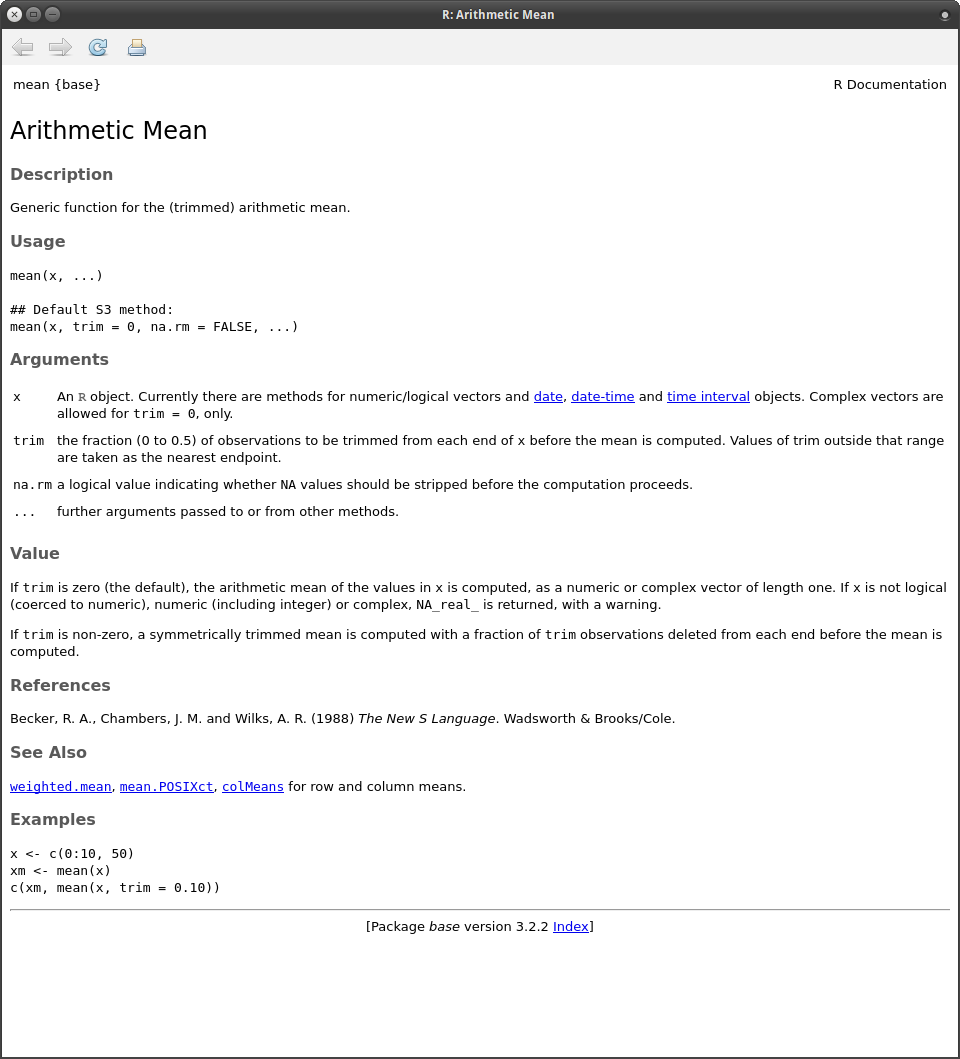 R: Arithmetic Mean
mean {base} R Documentation
Arithmetic Mean
Description
Generic function for the (trimmed) arithmetic mean.
Usage
mean(x, ...)
## Default S3 method:
mean(x, trim = 0, na.rm = FALSE, ...)
Arguments
x An R object. Currently there are methods for numeric/logical vectors and date, date-time and time interval objects. Complex vectors are
allowed for trim = 0, only.
trim the fraction (0 to 0.5) of observations to be trimmed from each end of x before the mean is computed. Values of trim outside that range
are taken as the nearest endpoint.
na.rm a logical value indicating whether NA values should be stripped before the computation proceeds.
... further arguments passed to or from other methods.
Value
If trim is zero (the default), the arithmetic mean of the values in x is computed, as a numeric or complex vector of length one. If x is not logical
(coerced to numeric), numeric (including integer) or complex, NA_real_ is returned, with a warning.
If trim is non-zero, a symmetrically trimmed mean is computed with a fraction of trim observations deleted from each end before the mean is
computed.
References
Becker, R. A., Chambers, J. M. and Wilks, A. R. (1988) The New S Language. Wadsworth & Brooks/Cole.
See Also
weighted.mean, mean.POSIXct, colMeans for row and column means.
Examples
x <- c(0:10, 50)
xm <- mean(x)
c(xm, mean(x, trim = 0.10))
[Package base version 3.2.2 Index]